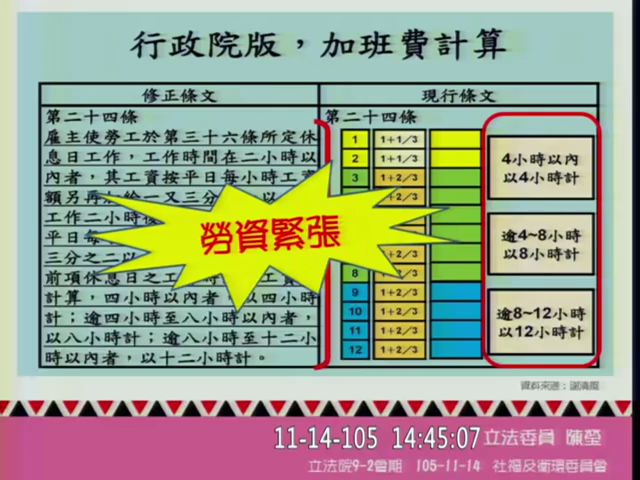 行政院版，加班費計算
修正條文
第二十四條
雇主使勞工於第三十六條所定休
息日工作，工作時間在二小時以
內者，其工資按平日每小時工資
額另再
工作二小時後
平日每
三分之二以
前項休息日之工
計算，四小時以內者，以四小時
計；逾四小時至八小時以內者，
以八小時計；逾八小時至十二小
時以內者，以十二小時計。
勞資緊張
現行條文
第二十四條
1 1+1/3
2 1+1/3
3 1+2/3
1+2/3
8 1+2/3
9 1+2/3
10 1+2/3
11 1+2/3
12 1+2/3
4小時以內
以4小時計
逾4~8小時
以8小時計
逾8~12小時
以12小時計
資料來源：
11-14-105 14:45:07 立法委員 陳瑩
立法院9-2會期 105-11-14 社福及衛環委員會